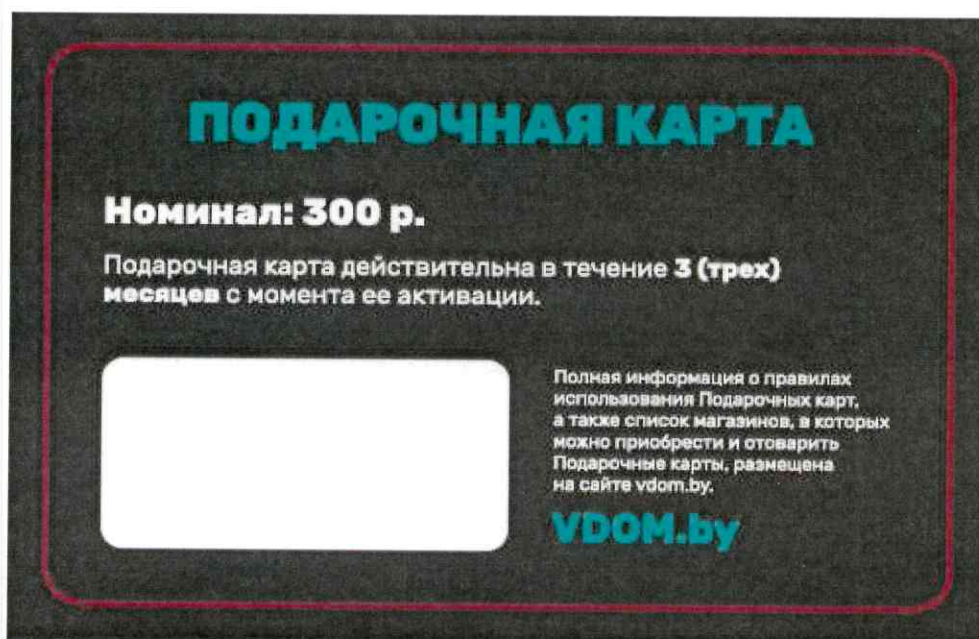 ПОДАРОЧНАЯ КАРТА
Номинал: 300 р.
Подарочная карта действительна в течение 3 (трех)
месяцев с момента ее активации.
Полная информация о правилах
использования Подарочных карт,
а также список магазинов, в которых
можно приобрести и отоварить
Подарочные карты, размещена
на сайте vdom.by.
VDOM.by